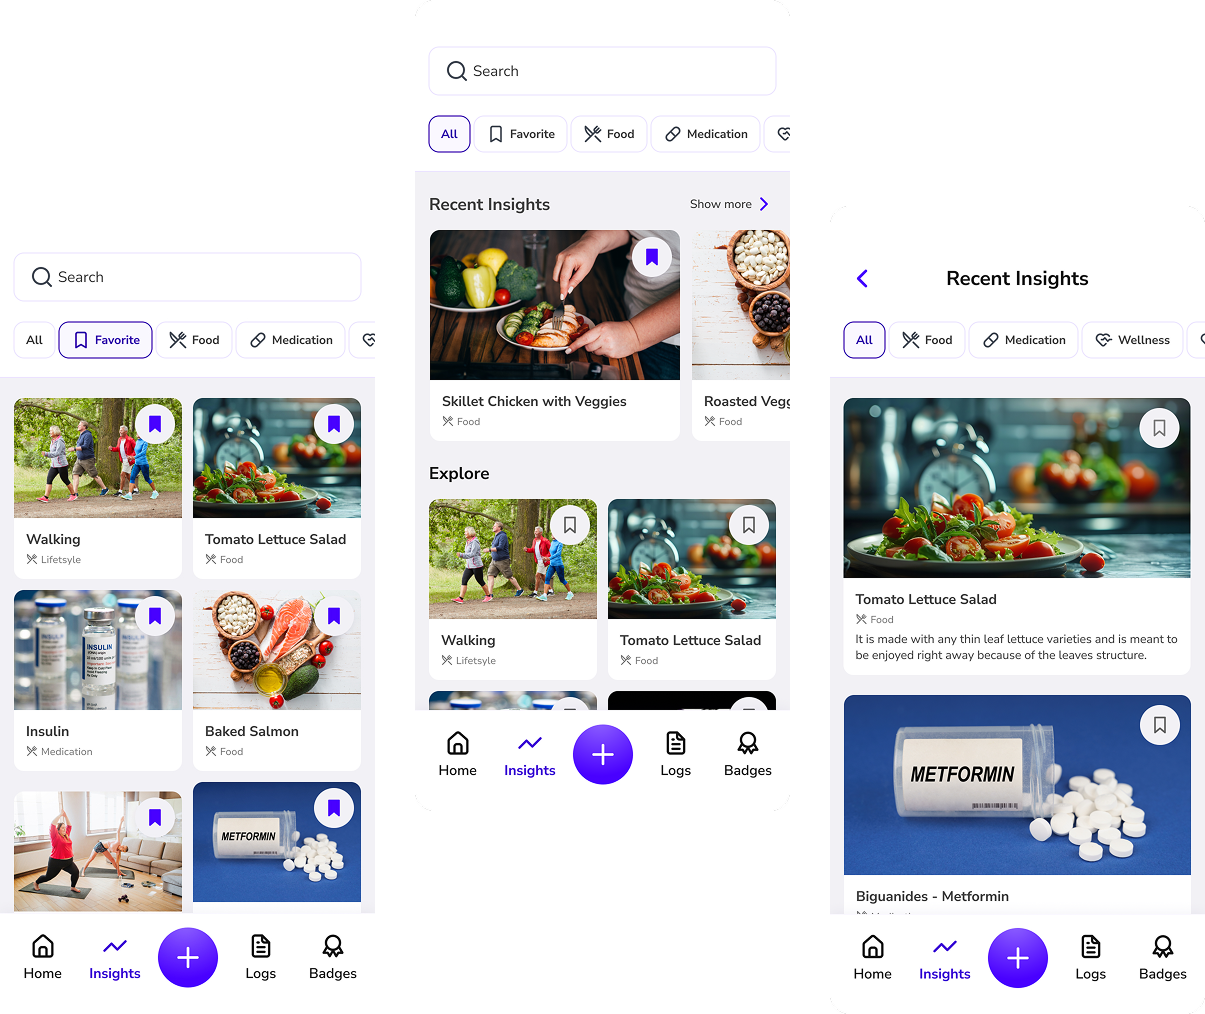 Search
All
Favorite
Food
Medication
Walking
Lifetsyle
Tomato Lettuce Salad
Food
INSULIN
INSULIN
Insulin
Medication
Baked Salmon
Food
METFORMIN
Home
Insights
Logs
Badges
Search
All
Favorite
Food
Medication
Recent Insights
Show more
Skillet Chicken with Veggies
Food
Roasted Vegg
Food
Explore
Walking
Lifetsyle
Tomato Lettuce Salad
Food
Home
Insights
Logs
Badges
Recent Insights
All
Food
Medication
Wellness
Tomato Lettuce Salad
Food
It is made with any thin leaf lettuce varieties and is meant to
be enjoyed right away because of the leaves structure.
METFORMIN
Biguanides - Metformin
Home
Insights
Logs
Badges